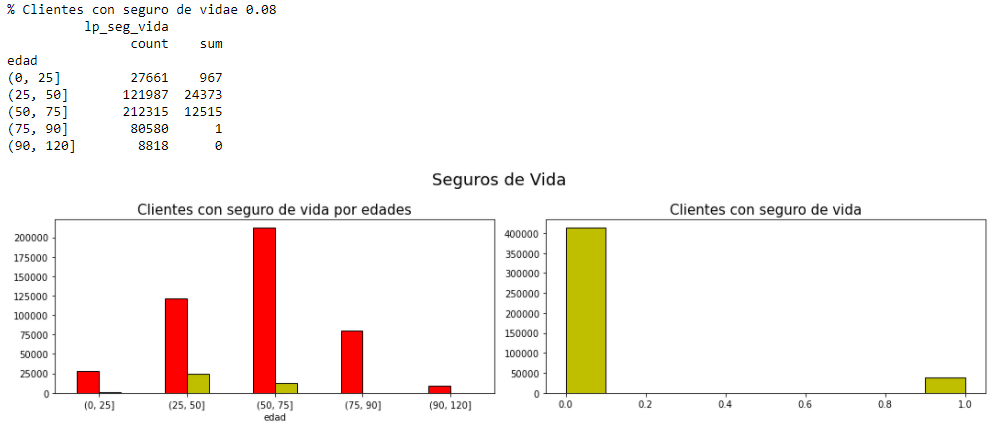 % Clientes con seguro de vidae 0.08
lp_seg_vida
count sum
edad
(0, 25] 27661 967
(25, 50] 121987 24373
(50, 75] 212315 12515
(75, 90] 80580 1
(90, 120] 8818 0
Seguros de Vida
Clientes con seguro de vida por edades
200000
175000
150000
125000
100000
75000
50000
25000
0
(0, 25] (25, 50] (50, 75] (75, 90] (90, 120]
edad
Clientes con seguro de vida
400000
350000
300000
250000
200000
150000
100000
50000
0
0.0 0.2 0.4 0.6 0.8 1.0